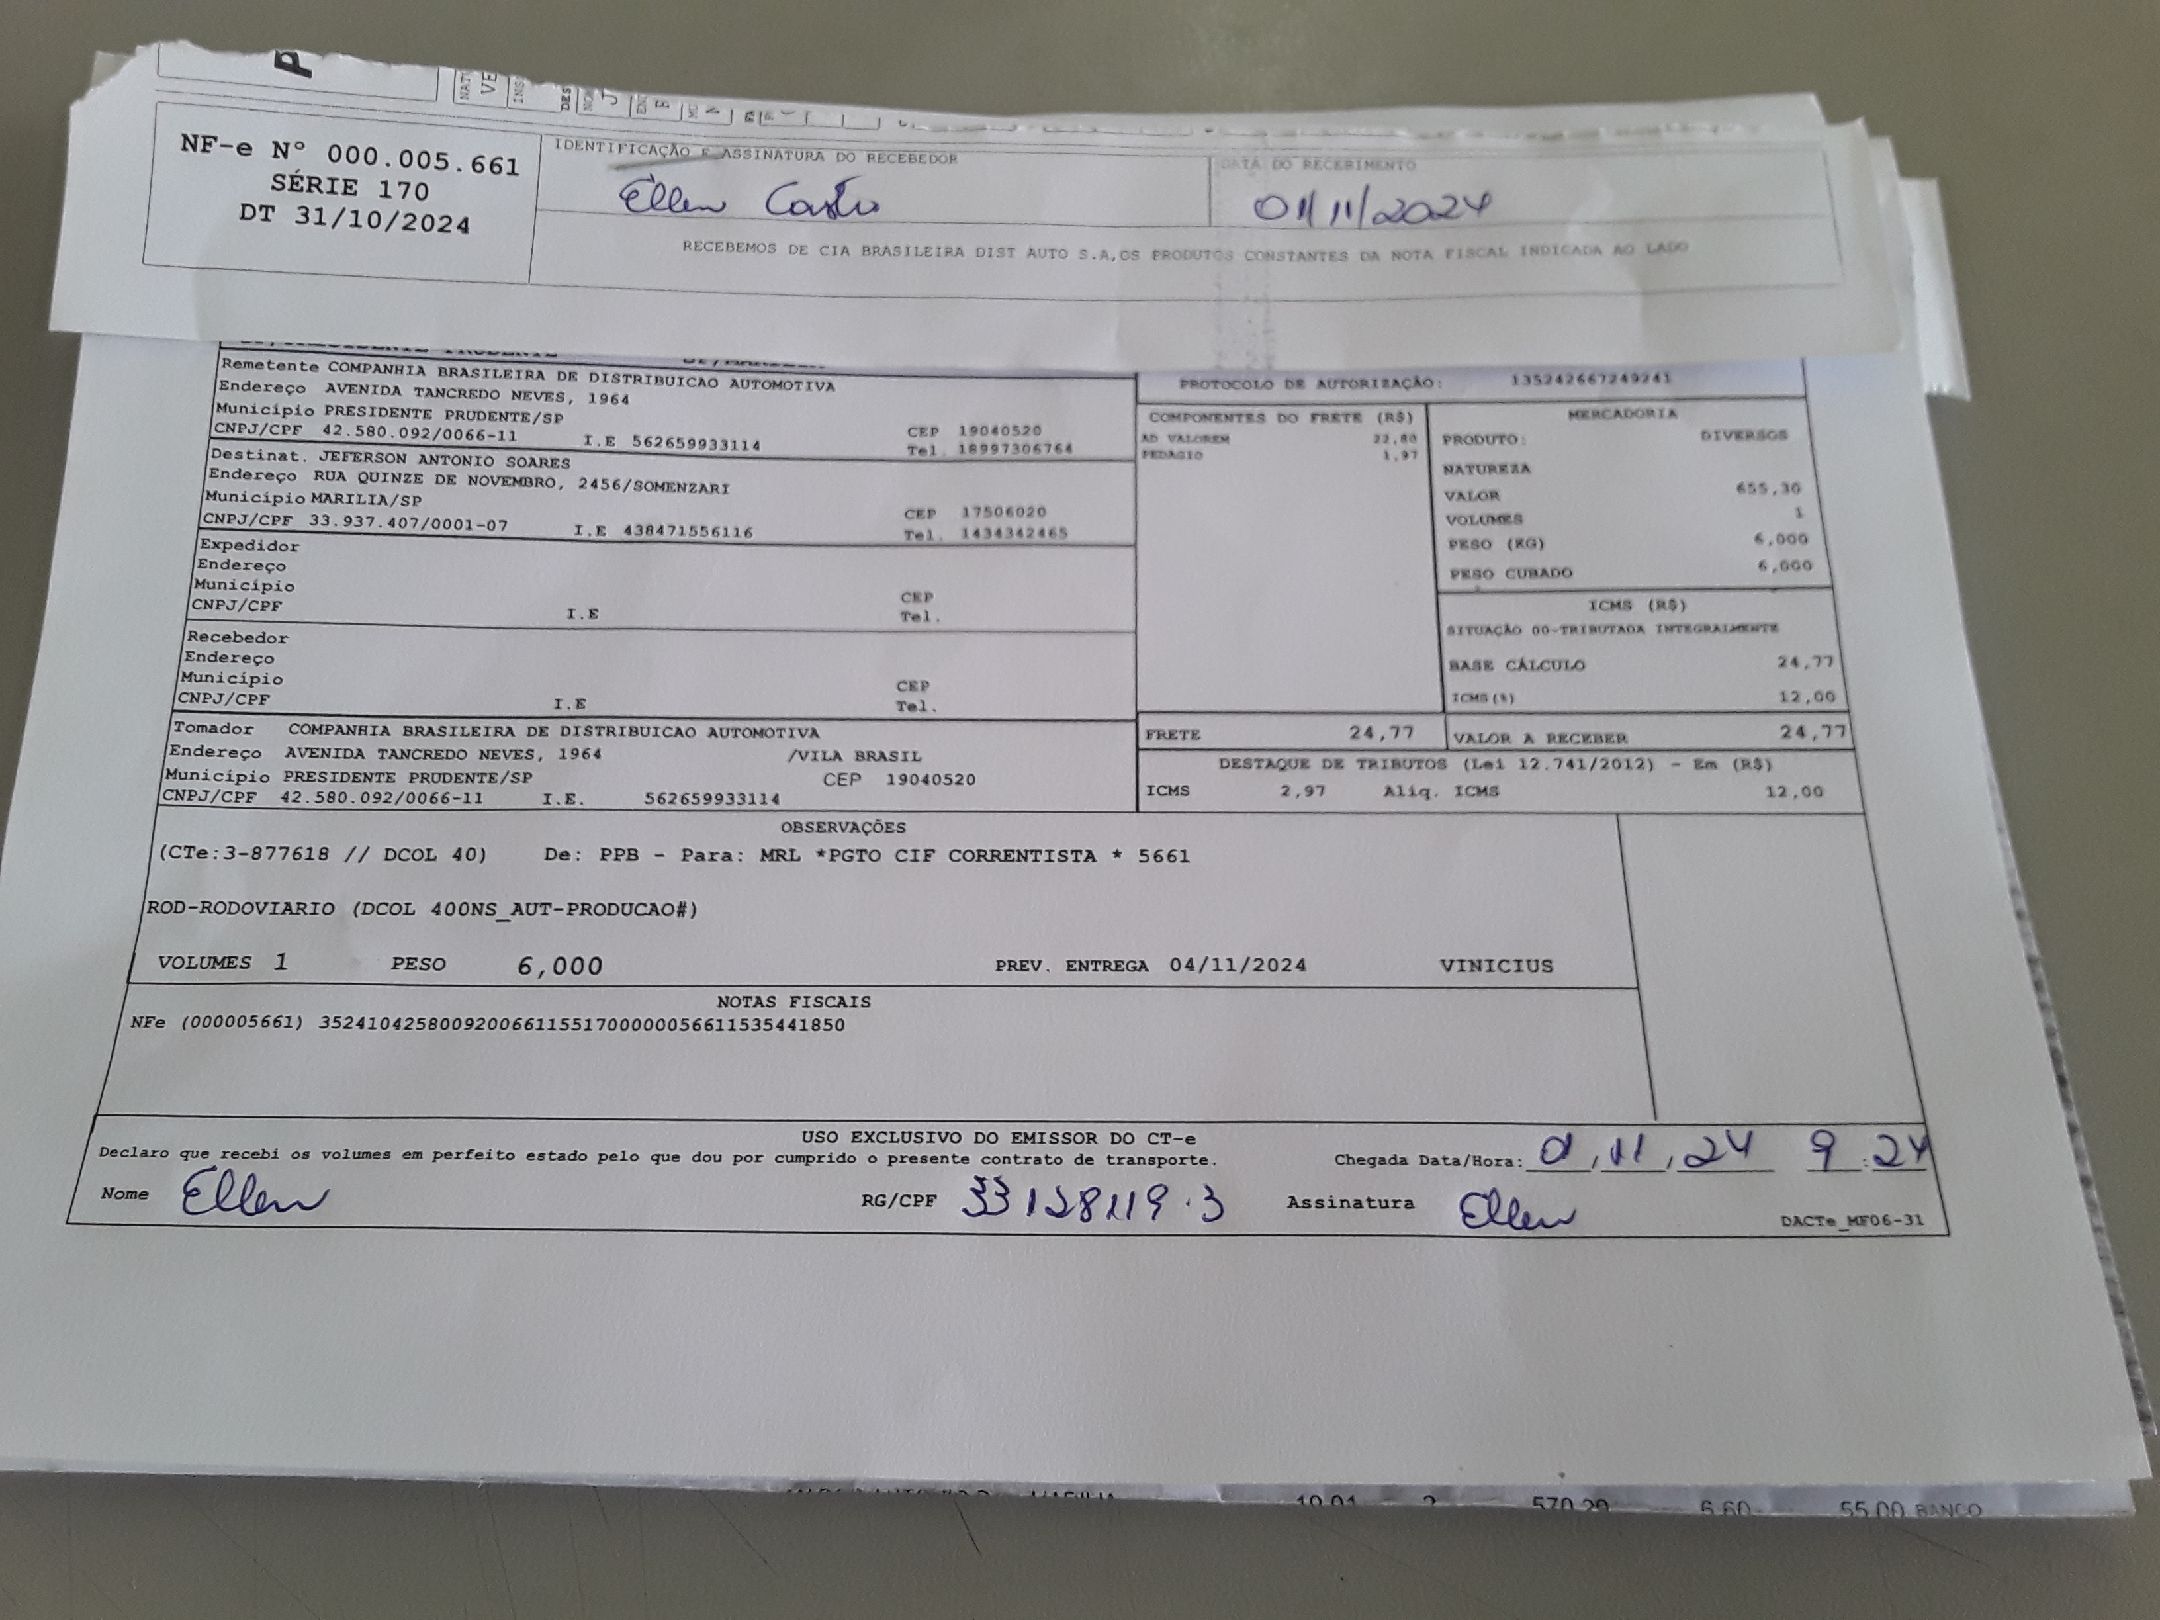 NF-e Nº 000.005.661
SÉRIE 170
DT 31/10/2024
IDENTIFICAÇÃO E ASSINATURA DO RECEBEDOR
Ellen Castro
DATA DO RECEBIMENTO
01/11/2024
RECEBEMOS DE CIA BRASILEIRA DIST AUTO S.A,OS PRODUTOS CONSTANTES DA NOTA FISCAL INDICADA AO LADO
Remetente COMPANHIA BRASILEIRA DE DISTRIBUICAO AUTOMOTIVA
Endereço AVENIDA TANCREDO NEVES, 1964
Município PRESIDENTE PRUDENTE/SP CEP 19040520
CNPJ/CPF 42.580.092/0066-11 I.E 562659933114 Tel. 18997306764
Destinat. JEFERSON ANTONIO SOARES
Endereço RUA QUINZE DE NOVEMBRO, 2456/SOMENZARI
Município MARILIA/SP CEP 17506020
CNPJ/CPF 33.937.407/0001-07 I.E 438471556116 Tel. 1434342465
Expedidor
Endereço
Município CEP
CNPJ/CPF I.E Tel.
Recebedor
Endereço
Município CEP
CNPJ/CPF I.E Tel.
Tomador COMPANHIA BRASILEIRA DE DISTRIBUICAO AUTOMOTIVA
Endereço AVENIDA TANCREDO NEVES, 1964 /VILA BRASIL
Município PRESIDENTE PRUDENTE/SP CEP 19040520
CNPJ/CPF 42.580.092/0066-11 I.E. 562659933114
PROTOCOLO DE AUTORIZAÇÃO: 135242667249241
COMPONENTES DO FRETE (R$)
AD VALOREM 22,80
PEDAGIO 1,97
MERCADORIA
PRODUTO: DIVERSOS
NATUREZA
VALOR 655,30
VOLUMES 1
PESO (KG) 6,000
PESO CUBADO 6,000
ICMS (R$)
SITUAÇÃO 00-TRIBUTADA INTEGRALMENTE
BASE CÁLCULO 24,77
ICMS(%) 12,00
FRETE 24,77 VALOR A RECEBER 24,77
DESTAQUE DE TRIBUTOS (Lei 12.741/2012) - Em (R$)
ICMS 2,97 Aliq. ICMS 12,00
OBSERVAÇÕES
(CTe:3-877618 // DCOL 40) De: PPB - Para: MRL *PGTO CIF CORRENTISTA * 5661
ROD-RODOVIARIO (DCOL 400NS_AUT-PRODUCAO#)
VOLUMES 1 PESO 6,000 PREV. ENTREGA 04/11/2024 VINICIUS
NOTAS FISCAIS
NFe (000005661) 35241042580092006611551700000056611535441850
USO EXCLUSIVO DO EMISSOR DO CT-e
Declaro que recebi os volumes em perfeito estado pelo que dou por cumprido o presente contrato de transporte. Chegada Data/Hora: 01,11,24 9:24
Nome Ellen RG/CPF 33128119.3 Assinatura Ellen
DACTe_MF06-31